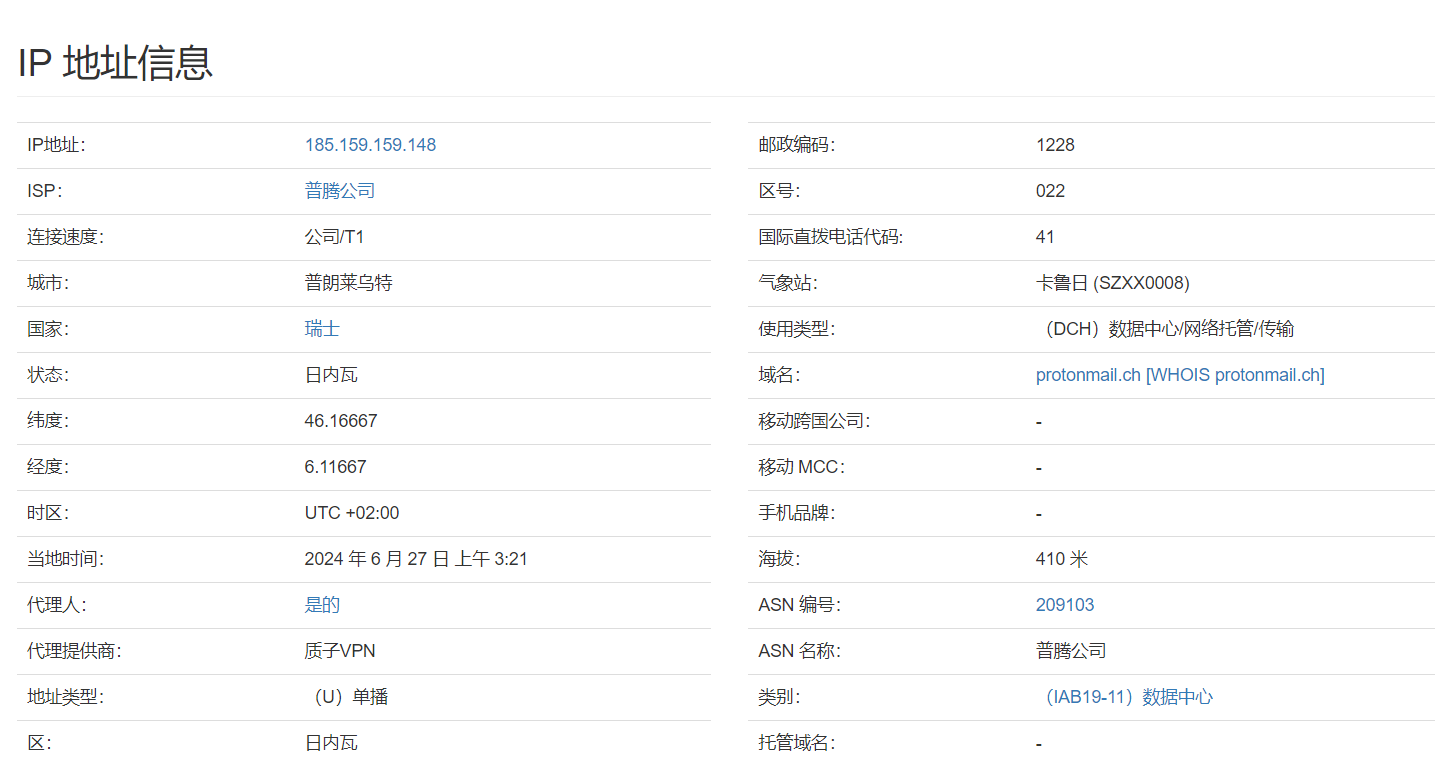 IP 地址信息
IP地址： 185.159.159.148
ISP： 普腾公司
连接速度： 公司/T1
城市： 普朗莱乌特
国家： 瑞士
状态： 日内瓦
纬度： 46.16667
经度： 6.11667
时区： UTC +02:00
当地时间： 2024 年 6 月 27 日 上午 3:21
代理人： 是的
代理提供商： 质子VPN
地址类型： （U）单播
区： 日内瓦
邮政编码： 1228
区号： 022
国际直拨电话代码: 41
气象站： 卡鲁日 (SZXX0008)
使用类型： （DCH）数据中心/网络托管/传输
域名： protonmail.ch [WHOIS protonmail.ch]
移动跨国公司： -
移动 MCC： -
手机品牌： -
海拔： 410 米
ASN 编号： 209103
ASN 名称： 普腾公司
类别： （IAB19-11）数据中心
托管域名： -